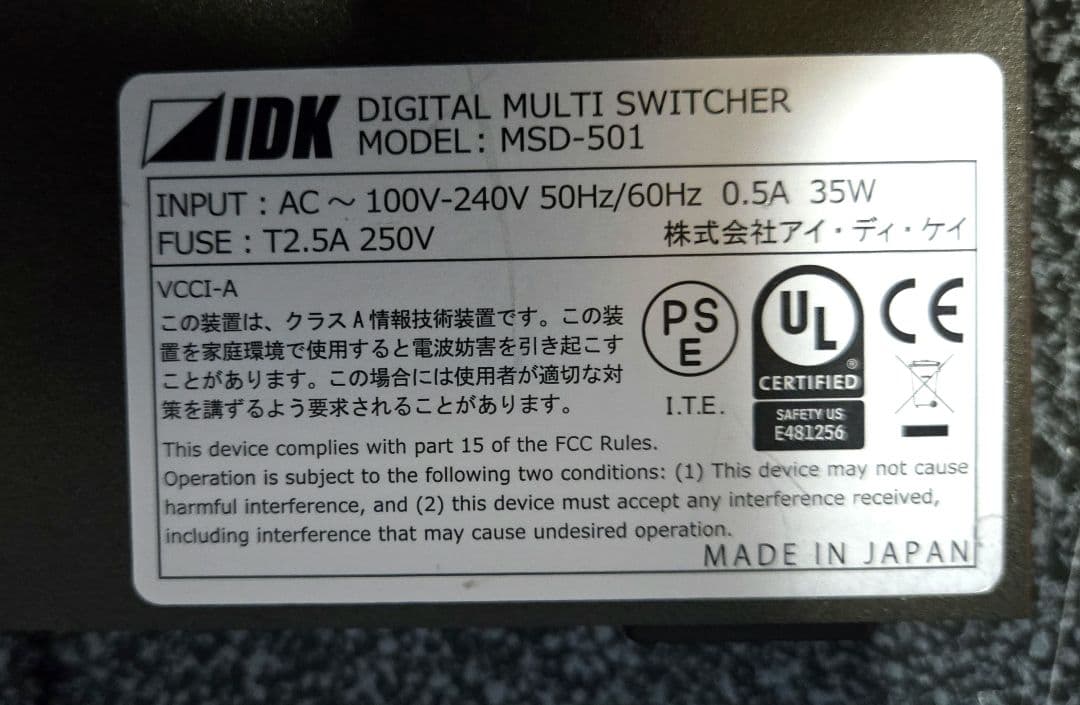 IDK DIGITAL MULTI SWITCHER
MODEL: MSD-501
INPUT : AC ～ 100V-240V 50Hz/60Hz 0.5A 35W
FUSE : T2.5A 250V 株式会社アイ・ディ・ケイ
VCCI-A
この装置は、クラスA情報技術装置です。この装
置を家庭環境で使用すると電波妨害を引き起こす
ことがあります。この場合には使用者が適切な対
策を講ずるよう要求されることがあります。
PS
E
I.T.E.
UL
®
CERTIFIED
SAFETY US
E481256
CE
This device complies with part 15 of the FCC Rules.
Operation is subject to the following two conditions: (1) This device may not cause
harmful interference, and (2) this device must accept any interference received,
including interference that may cause undesired operation.
MADE IN JAPAN